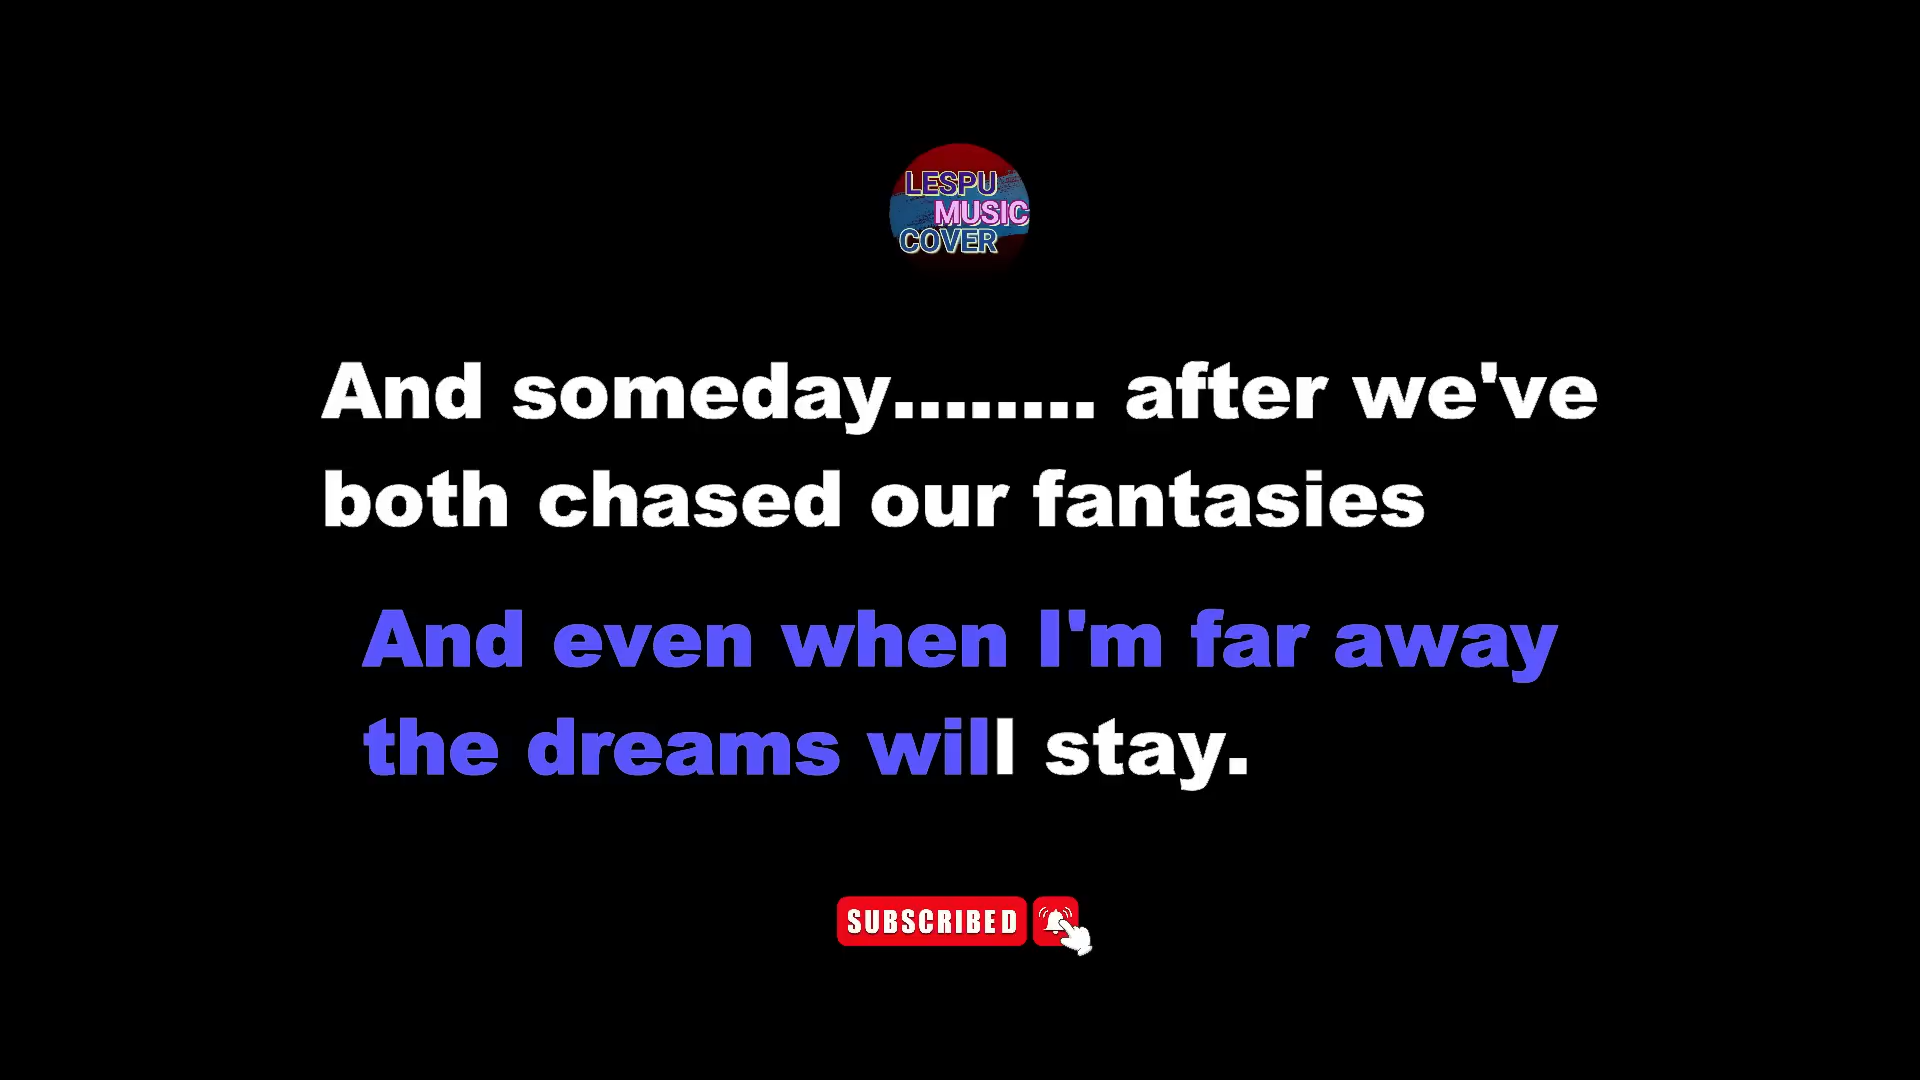 LESPU
MUSIC
COVER
And someday........ after we've
both chased our fantasies
And even when I'm far away
the dreams will stay.
SUBSCRIBED